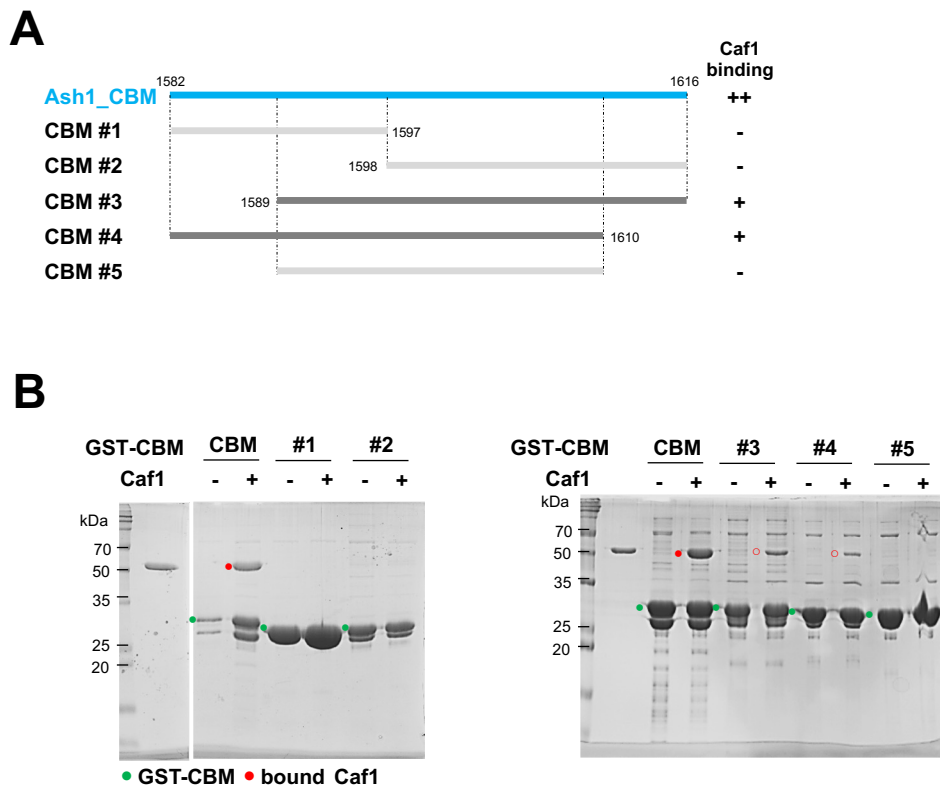 A
Caf1
binding
1582
1616
Ash1_CBM
++
CBM #1
1597
-
CBM #2
1598
-
CBM #3
1589
+
CBM #4
1610
+
CBM #5
-
B
GST-CBM CBM #1 #2
Caf1 - + - + - +
kDa
70
50
35
25
20
GST-CBM CBM #3 #4 #5
Caf1 - + - + - + - +
kDa
70
50
35
25
20
GST-CBM bound Caf1